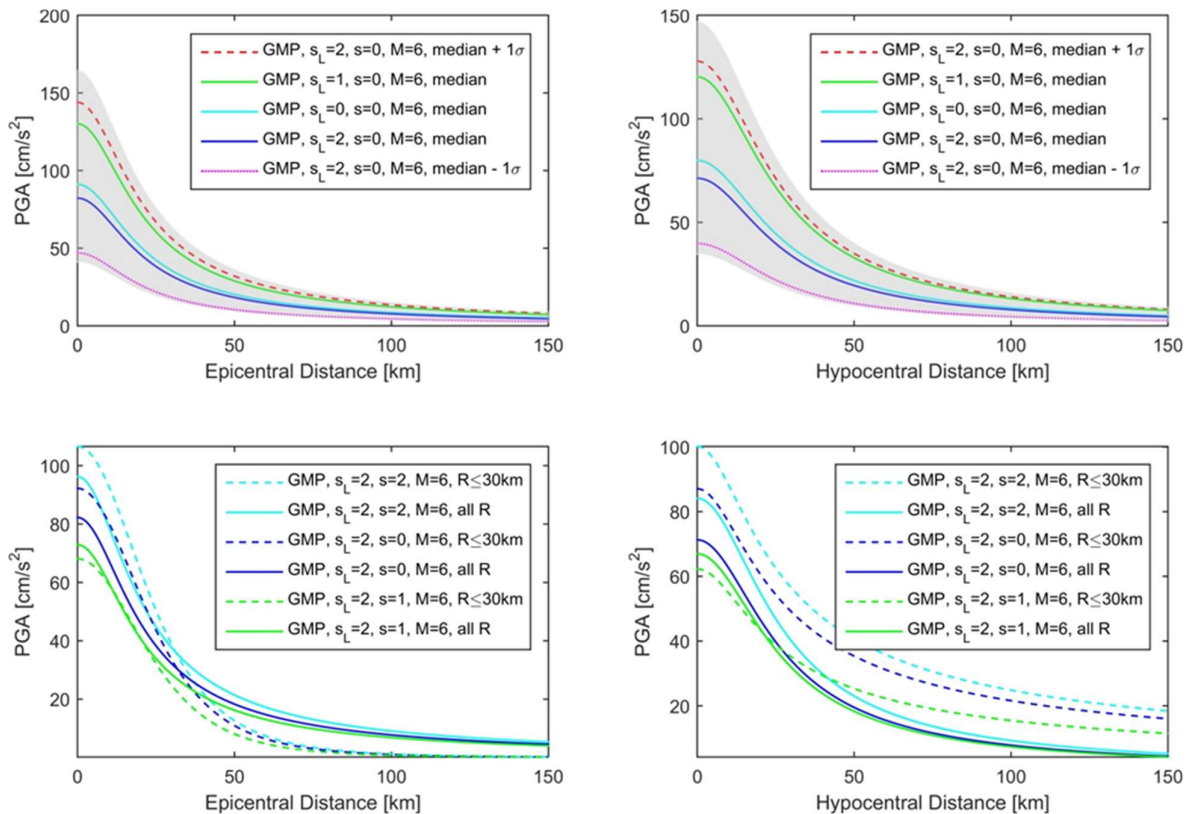 200
150
100
50
0
PGA [cm/s²]
GMP, s_L=2, s=0, M=6, median + 1σ
GMP, s_L=1, s=0, M=6, median
GMP, s_L=0, s=0, M=6, median
GMP, s_L=2, s=0, M=6, median
GMP, s_L=2, s=0, M=6, median - 1σ
0 50 100 150
Epicentral Distance [km]
150
100
50
0
PGA [cm/s²]
GMP, s_L=2, s=0, M=6, median + 1σ
GMP, s_L=1, s=0, M=6, median
GMP, s_L=0, s=0, M=6, median
GMP, s_L=2, s=0, M=6, median
GMP, s_L=2, s=0, M=6, median - 1σ
0 50 100 150
Hypocentral Distance [km]
100
80
60
40
20
PGA [cm/s²]
GMP, s_L=2, s=2, M=6, R≤30km
GMP, s_L=2, s=2, M=6, all R
GMP, s_L=2, s=0, M=6, R≤30km
GMP, s_L=2, s=0, M=6, all R
GMP, s_L=2, s=1, M=6, R≤30km
GMP, s_L=2, s=1, M=6, all R
0 50 100 150
Epicentral Distance [km]
100
80
60
40
20
PGA [cm/s²]
GMP, s_L=2, s=2, M=6, R≤30km
GMP, s_L=2, s=2, M=6, all R
GMP, s_L=2, s=0, M=6, R≤30km
GMP, s_L=2, s=0, M=6, all R
GMP, s_L=2, s=1, M=6, R≤30km
GMP, s_L=2, s=1, M=6, all R
0 50 100 150
Hypocentral Distance [km]